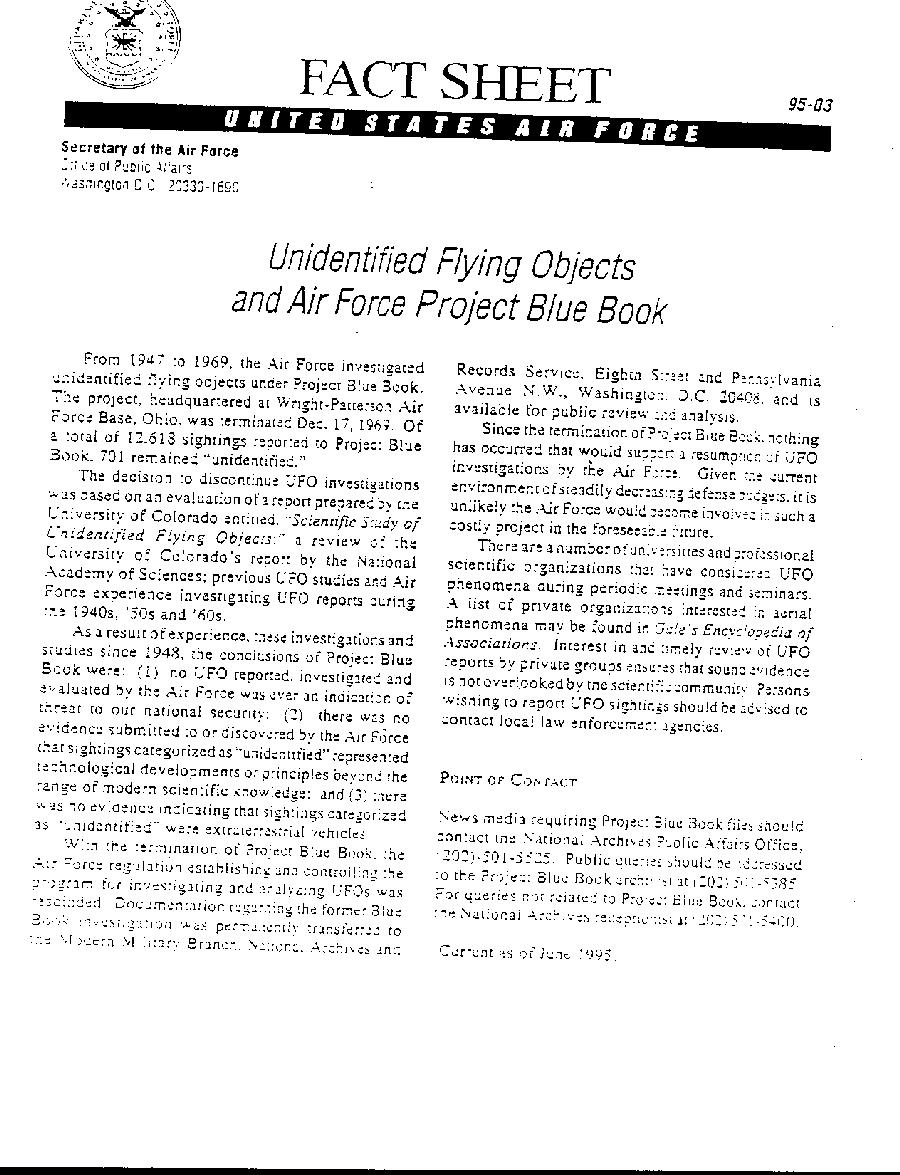 FACT SHEET
95-03
UNITED STATES AIR FORCE
Secretary of the Air Force
Office of Public Affairs
Washington D.C. 20330-1690
Unidentified Flying Objects
and Air Force Project Blue Book
From 1947 to 1969, the Air Force investigated
unidentified flying objects under Project Blue Book.
The project, headquartered at Wright-Patterson Air
Force Base, Ohio, was terminated Dec. 17, 1969. Of
a total of 12,618 sightings reported to Project Blue
Book, 701 remained "unidentified."
The decision to discontinue UFO investigations
was based on an evaluation of a report prepared by the
University of Colorado entitled, "Scientific Study of
Unidentified Flying Objects;" a review of the
University of Colorado's report by the National
Academy of Sciences; previous UFO studies and Air
Force experience investigating UFO reports during
the 1940s, '50s and '60s.
As a result of experience, these investigations and
studies since 1948, the conclusions of Project Blue
Book were: (1) no UFO reported, investigated and
evaluated by the Air Force was ever an indication of
threat to our national security; (2) there was no
evidence submitted to or discovered by the Air Force
that sightings categorized as "unidentified" represented
technological developments or principles beyond the
range of modern scientific knowledge; and (3) there
was no evidence indicating that sightings categorized
as "unidentified" were extraterrestrial vehicles.
With the termination of Project Blue Book, the
Air Force regulation establishing and controlling the
program for investigating and analyzing UFOs was
rescinded. Documentation regarding the former Blue
Book investigation was permanently transferred to
the Modern Military Branch, National Archives and
Records Service, Eighth Street and Pennsylvania
Avenue N.W., Washington, D.C. 20408, and is
available for public review and analysis.
Since the termination of Project Blue Book, nothing
has occurred that would support a resumption of UFO
investigations by the Air Force. Given the current
environment of steadily decreasing defense budgets, it is
unlikely the Air Force would become involved in such a
costly project in the foreseeable future.
There are a number of universities and professional
scientific organizations that have considered UFO
phenomena during periodic meetings and seminars.
A list of private organizations interested in aerial
phenomena may be found in Gale's Encyclopedia of
Associations. Interest in and timely review of UFO
reports by private groups ensures that sound evidence
is not overlooked by the scientific community. Persons
wishing to report UFO sightings should be advised to
contact local law enforcement agencies.
POINT OF CONTACT
News media requiring Project Blue Book files should
contact the National Archives Public Affairs Office,
(202)-501-5525. Public queries should be addressed
to the Project Blue Book archivist at (202) 501-5385.
For queries not related to Project Blue Book, contact
the National Archives receptionist at (202) 501-5400.
Current as of June 1995.